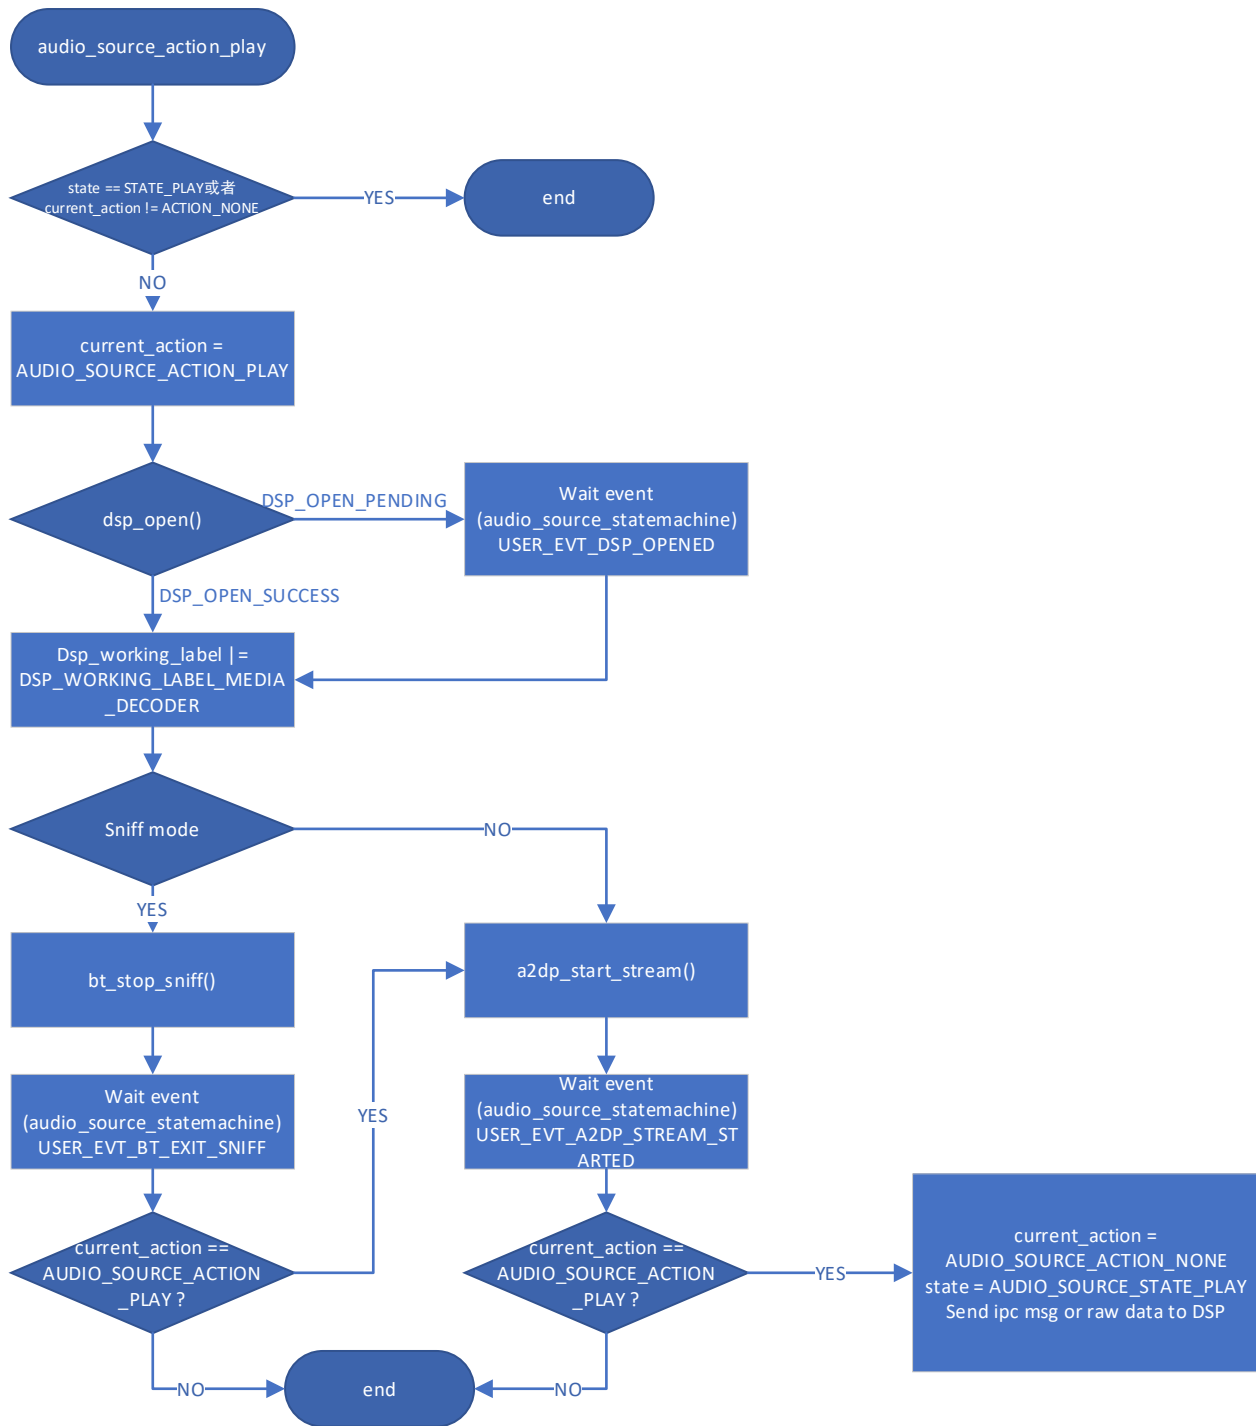 audio_source_action_play
state == STATE_PLAY或者
current_action != ACTION_NONE
YES
end
NO
current_action =
AUDIO_SOURCE_ACTION_PLAY
dsp_open()
DSP_OPEN_PENDING
Wait event
(audio_source_statemachine)
USER_EVT_DSP_OPENED
DSP_OPEN_SUCCESS
Dsp_working_label |=
DSP_WORKING_LABEL_MEDIA
_DECODER
Sniff mode
NO
YES
bt_stop_sniff()
a2dp_start_stream()
Wait event
(audio_source_statemachine)
USER_EVT_BT_EXIT_SNIFF
YES
Wait event
(audio_source_statemachine)
USER_EVT_A2DP_STREAM_ST
ARTED
current_action ==
AUDIO_SOURCE_ACTION
_PLAY ?
current_action ==
AUDIO_SOURCE_ACTION
_PLAY ?
YES
current_action =
AUDIO_SOURCE_ACTION_NONE
state = AUDIO_SOURCE_STATE_PLAY
Send ipc msg or raw data to DSP
NO
end
NO